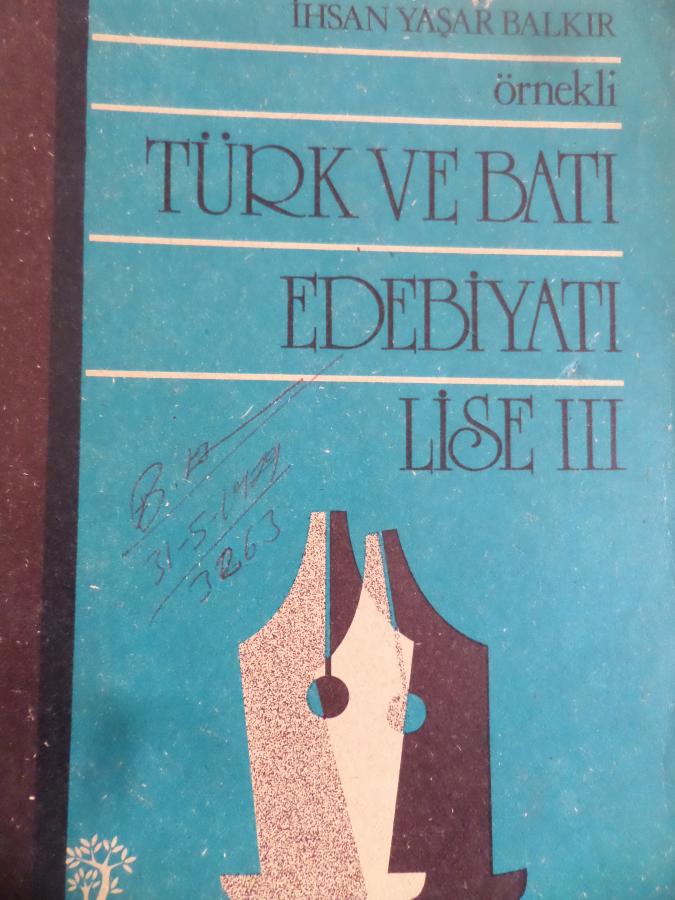 İHSAN YAŞAR BALKIR
örnekli
TÜRK VE BATI
EDEBİYATI
LİSE III
31-5-1979
3263